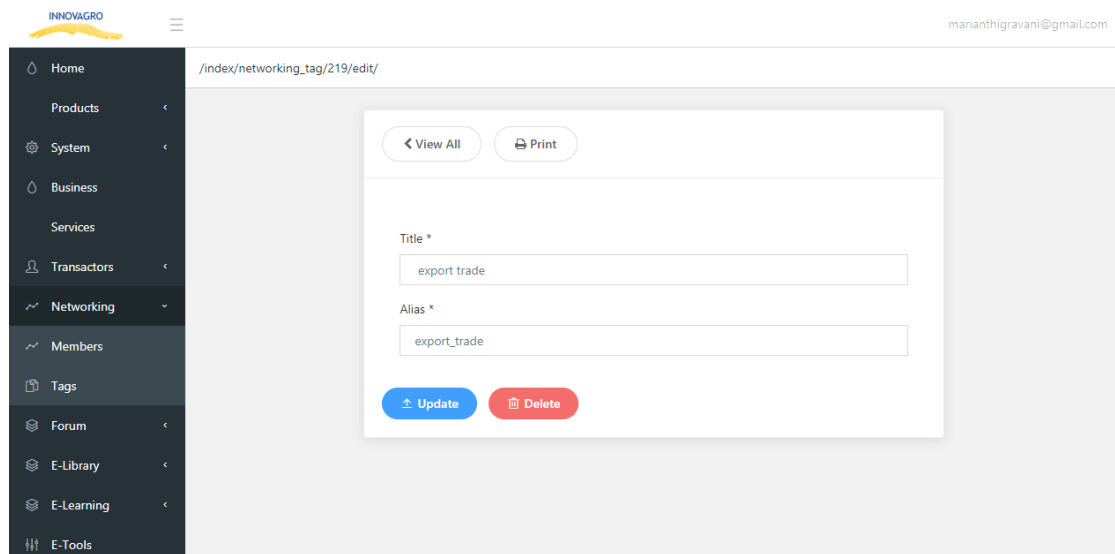 INNOVAGRO
marianthigravani@gmail.com
Home
/index/networking_tag/219/edit/
Products
System
Business
Services
Transactors
Networking
Members
Tags
Forum
E-Library
E-Learning
E-Tools
View All
Print
Title *
export trade
Alias *
export_trade
Update
Delete